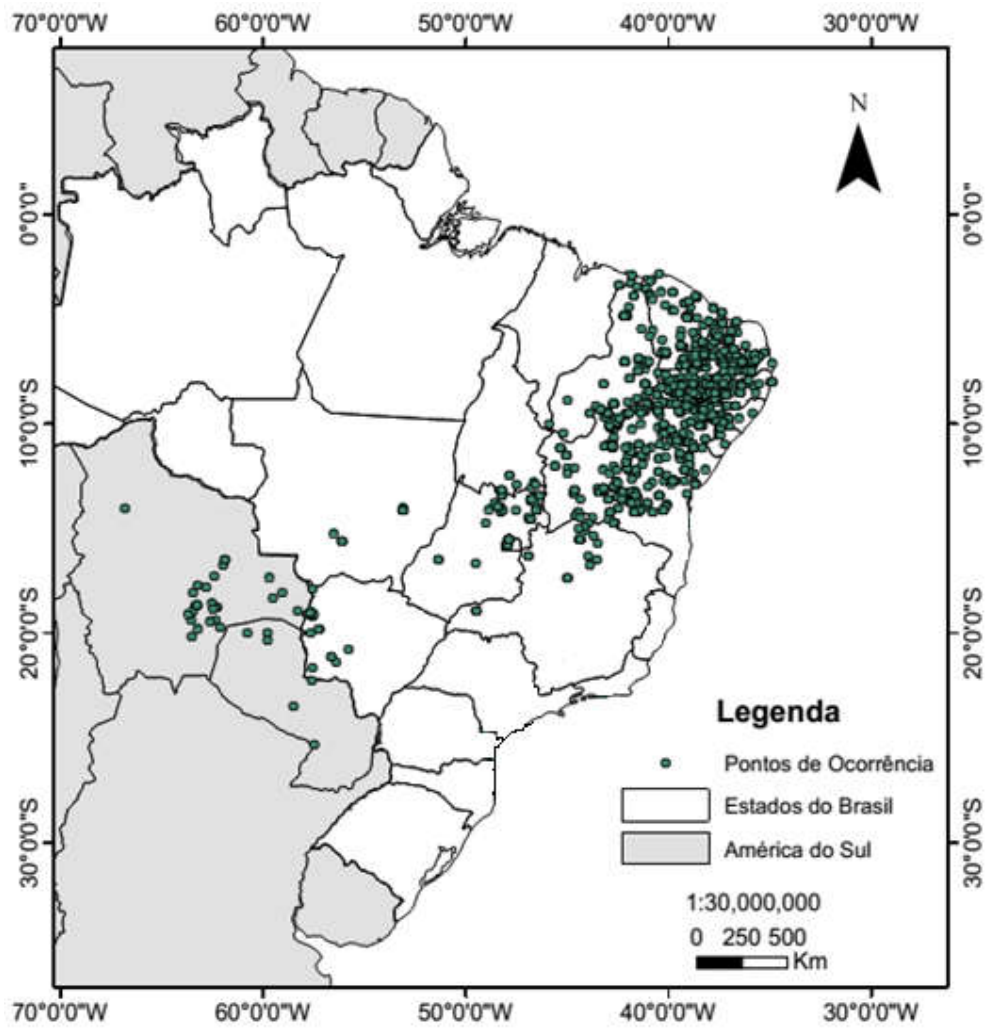 70°0'0"W 60°0'0"W 50°0'0"W 40°0'0"W 30°0'0"W
N
0°0'0" 0°0'0"
10°0'0"S 10°0'0"S
20°0'0"S 20°0'0"S
30°0'0"S 30°0'0"S
Legenda
Pontos de Ocorrência
Estados do Brasil
América do Sul
1:30,000,000
0 250 500
Km
70°0'0"W 60°0'0"W 50°0'0"W 40°0'0"W 30°0'0"W